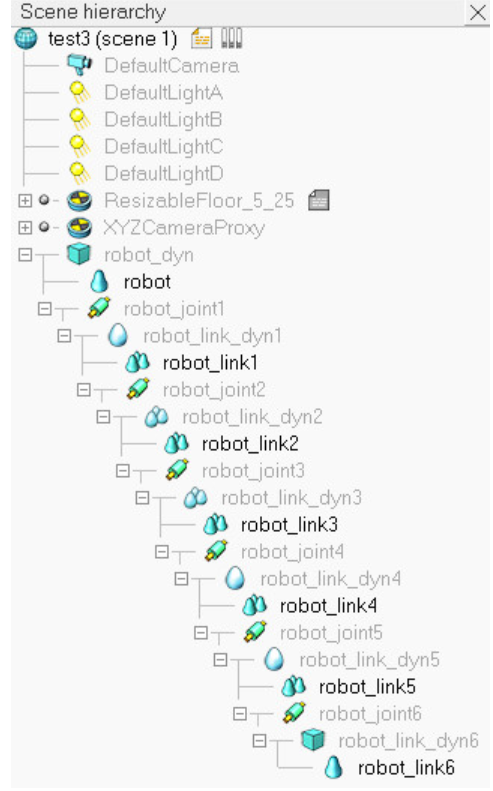 Scene hierarchy
test3 (scene 1)
DefaultCamera
DefaultLightA
DefaultLightB
DefaultLightC
DefaultLightD
ResizableFloor_5_25
XYZCameraProxy
robot_dyn
robot
robot_joint1
robot_link_dyn1
robot_link1
robot_joint2
robot_link_dyn2
robot_link2
robot_joint3
robot_link_dyn3
robot_link3
robot_joint4
robot_link_dyn4
robot_link4
robot_joint5
robot_link_dyn5
robot_link5
robot_joint6
robot_link_dyn6
robot_link6